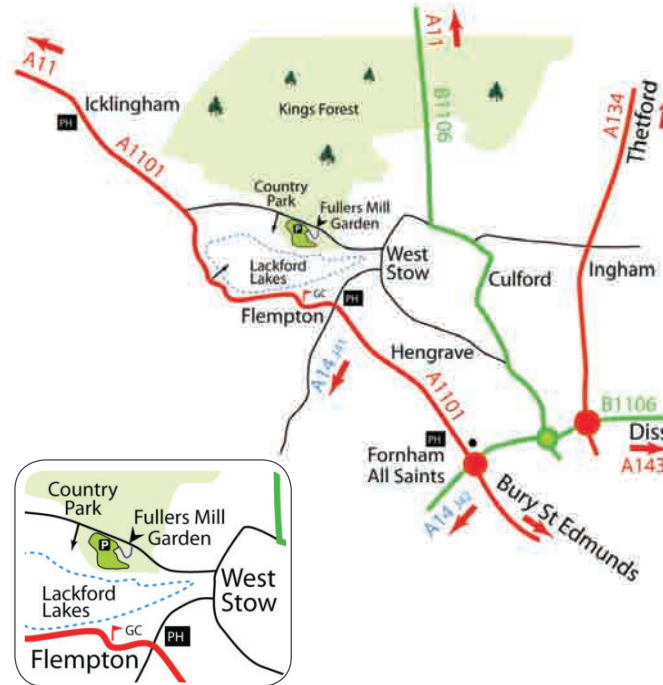 A11
A11
Icklingham
PH
A1101
Kings Forest
B1106
A134
Thetford
Country
Park
Fullers Mill
Garden
P
West
Stow
Culford
Ingham
Lackford
Lakes
GC
PH
Flempton
Hengrave
A14 J41
A1101
B1106
Diss
A143
PH
Fornham
All Saints
A14 J42
Bury St Edmunds
Country
Park
Fullers Mill
Garden
P
West
Stow
Lackford
Lakes
GC
PH
Flempton